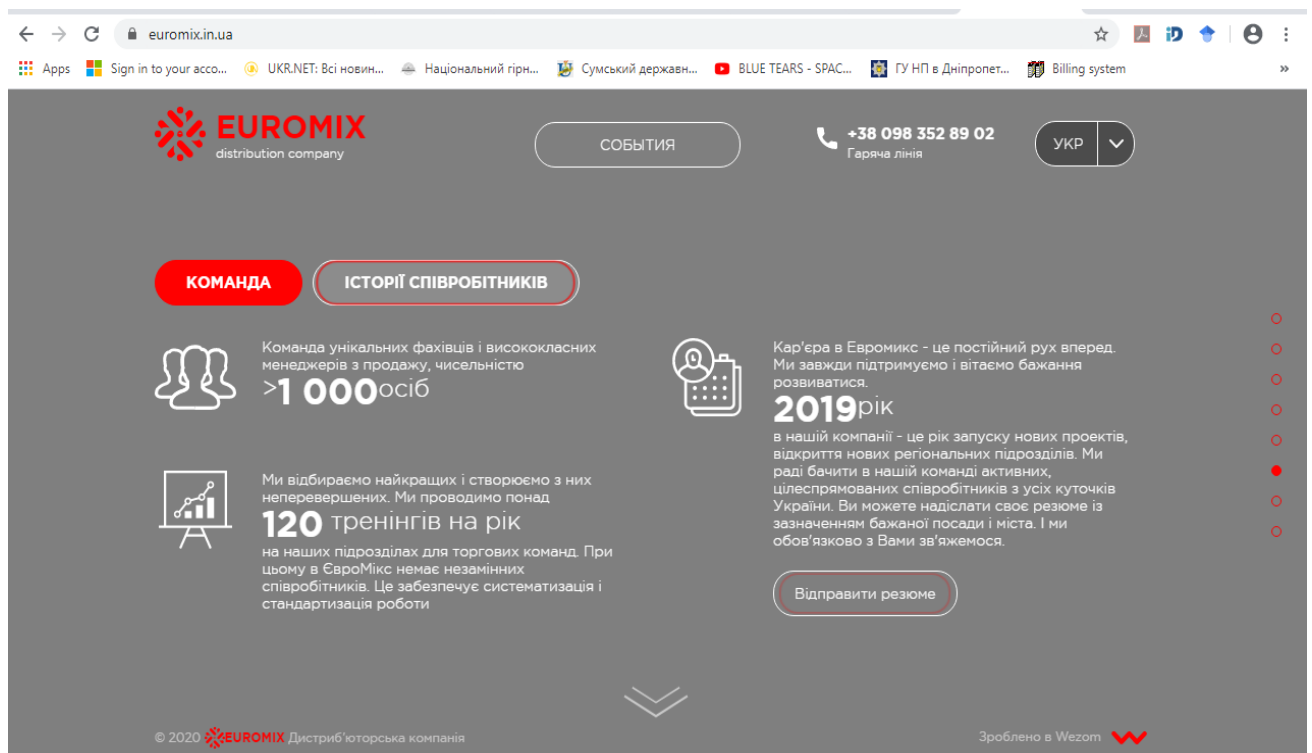 euromix.in.ua
Apps
Sign in to your acco...
UKR.NET: Всі новин...
Національний гірн...
Сумський державн...
BLUE TEARS - SPAC...
ГУ НП в Дніпропет...
Billing system
»
EUROMIX
distribution company
СОБЫТИЯ
+38 098 352 89 02
Гаряча лінія
УКР
КОМАНДА
ІСТОРІЇ СПІВРОБІТНИКІВ
Команда унікальних фахівців і висококласних
менеджерів з продажу, чисельністю
>1 000осіб
Ми відбираємо найкращих і створюємо з них
неперевершених. Ми проводимо понад
120 тренінгів на рік
на наших підрозділах для торгових команд. При
цьому в ЄвроМікс немає незамінних
співробітників. Це забезпечує систематизація і
стандартизація роботи
Кар'єра в Евромикс - це постійний рух вперед.
Ми завжди підтримуємо і вітаємо бажання
розвиватися.
2019рік
в нашій компанії - це рік запуску нових проектів,
відкриття нових регіональних підрозділів. Ми
раді бачити в нашій команді активних,
цілеспрямованих співробітників з усіх куточків
України. Ви можете надіслати своє резюме із
зазначенням бажаної посади і міста. І ми
обов'язково з Вами зв'яжемося.
Відправити резюме
© 2020 EUROMIX Дистриб'юторська компанія
Зроблено в Wezom